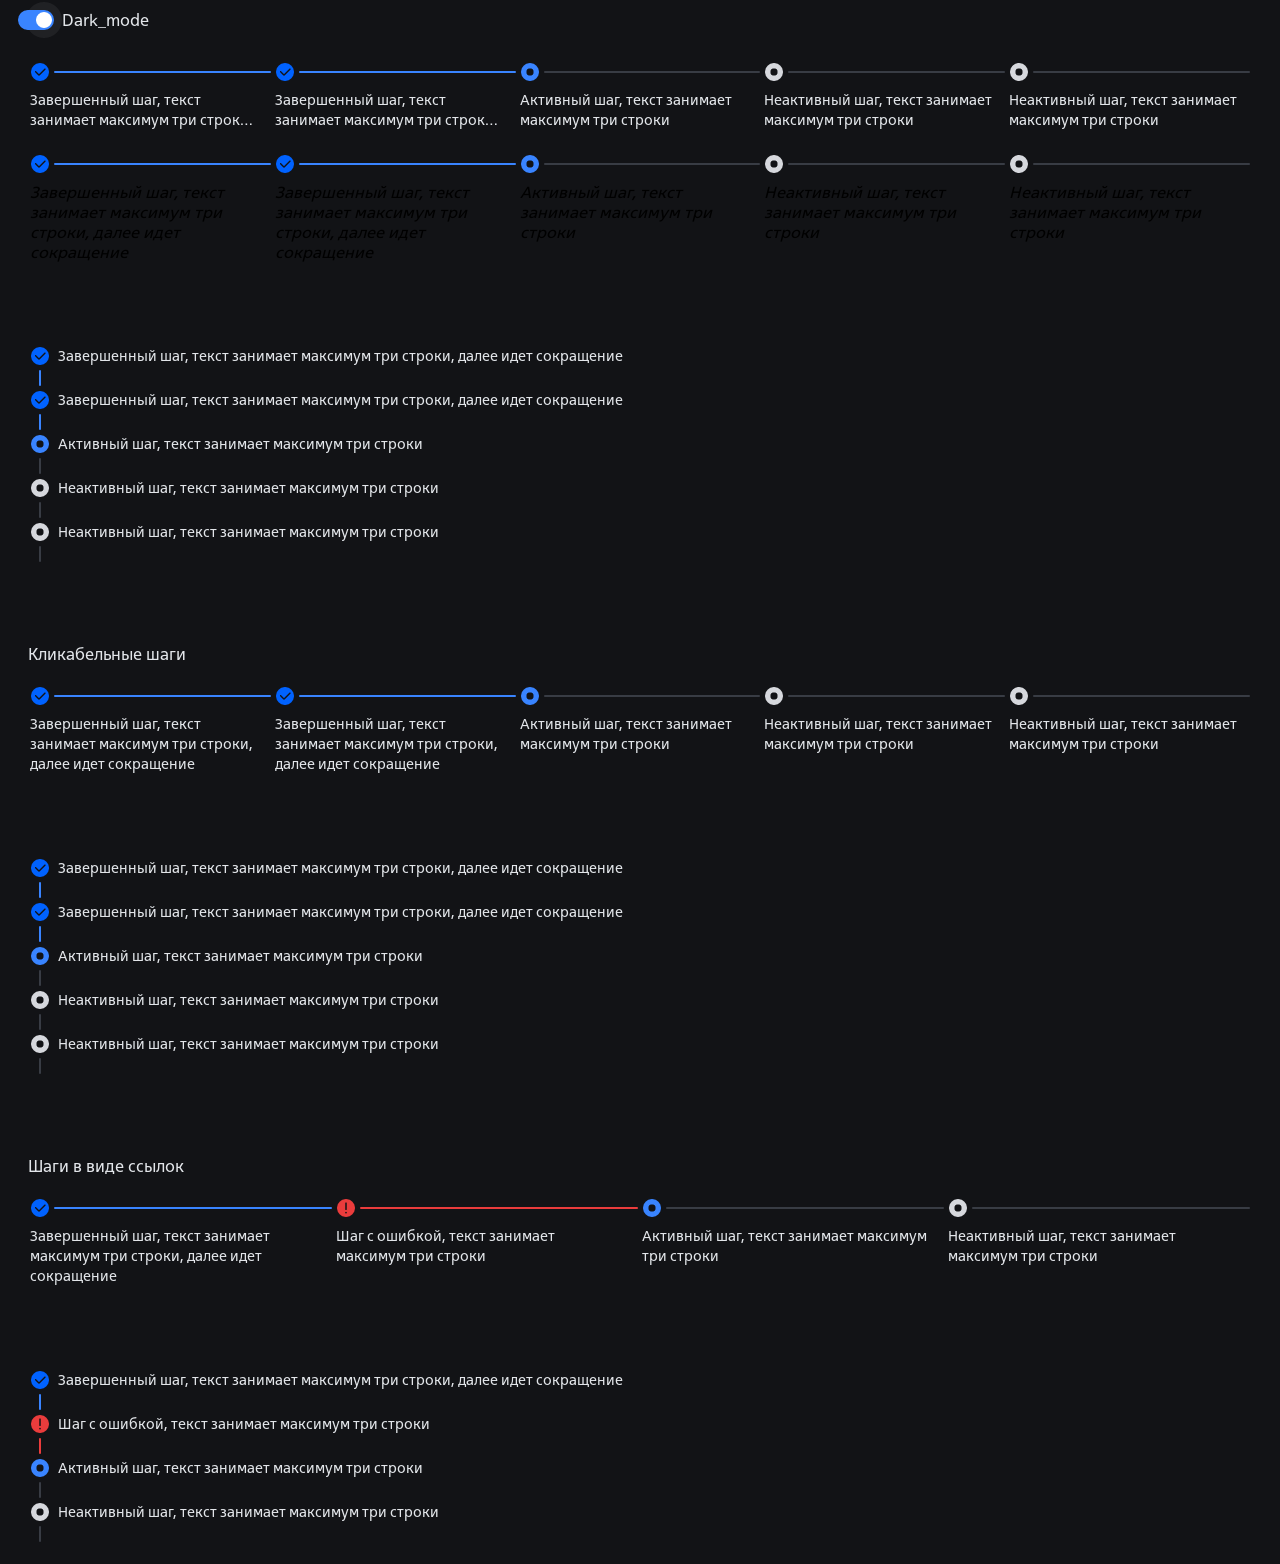 Dark_mode
Завершенный шаг, текст
занимает максимум три строк...
Завершенный шаг, текст
занимает максимум три строк...
Активный шаг, текст занимает
максимум три строки
Неактивный шаг, текст занимает
максимум три строки
Неактивный шаг, текст занимает
максимум три строки
Завершенный шаг, текст
занимает максимум три
строки, далее идет
сокращение
Завершенный шаг, текст
занимает максимум три
строки, далее идет
сокращение
Активный шаг, текст
занимает максимум три
строки
Неактивный шаг, текст
занимает максимум три
строки
Неактивный шаг, текст
занимает максимум три
строки
Завершенный шаг, текст занимает максимум три строки, далее идет сокращение
Завершенный шаг, текст занимает максимум три строки, далее идет сокращение
Активный шаг, текст занимает максимум три строки
Неактивный шаг, текст занимает максимум три строки
Неактивный шаг, текст занимает максимум три строки
Кликабельные шаги
Завершенный шаг, текст
занимает максимум три строки,
далее идет сокращение
Завершенный шаг, текст
занимает максимум три строки,
далее идет сокращение
Активный шаг, текст занимает
максимум три строки
Неактивный шаг, текст занимает
максимум три строки
Неактивный шаг, текст занимает
максимум три строки
Завершенный шаг, текст занимает максимум три строки, далее идет сокращение
Завершенный шаг, текст занимает максимум три строки, далее идет сокращение
Активный шаг, текст занимает максимум три строки
Неактивный шаг, текст занимает максимум три строки
Неактивный шаг, текст занимает максимум три строки
Шаги в виде ссылок
Завершенный шаг, текст занимает
максимум три строки, далее идет
сокращение
Шаг с ошибкой, текст занимает
максимум три строки
Активный шаг, текст занимает максимум
три строки
Неактивный шаг, текст занимает
максимум три строки
Завершенный шаг, текст занимает максимум три строки, далее идет сокращение
Шаг с ошибкой, текст занимает максимум три строки
Активный шаг, текст занимает максимум три строки
Неактивный шаг, текст занимает максимум три строки